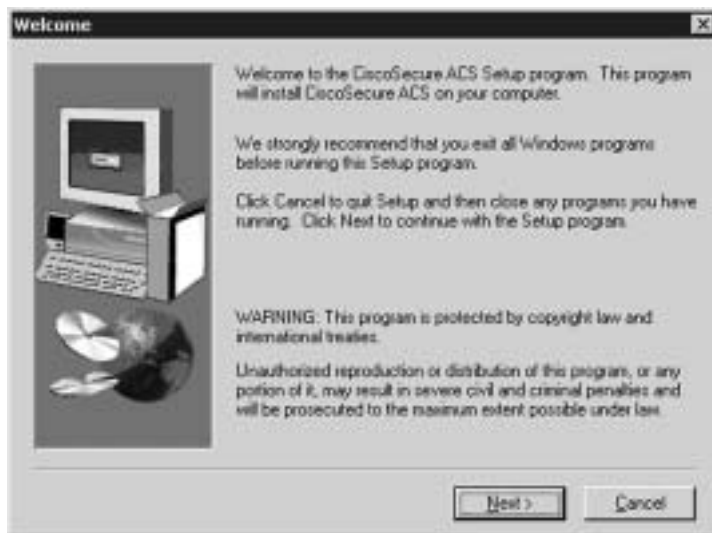 Welcome
Welcome to the CiscoSecure ACS Setup program. This program
will install CiscoSecure ACS on your computer.
We strongly recommend that you exit all Windows programs
before running this Setup program.
Click Cancel to quit Setup and then close any programs you have
running. Click Next to continue with the Setup program.
WARNING: This program is protected by copyright law and
international treaties.
Unauthorized reproduction or distribution of this program, or any
portion of it, may result in severe civil and criminal penalties and
will be prosecuted to the maximum extent possible under law.
Next >
Cancel